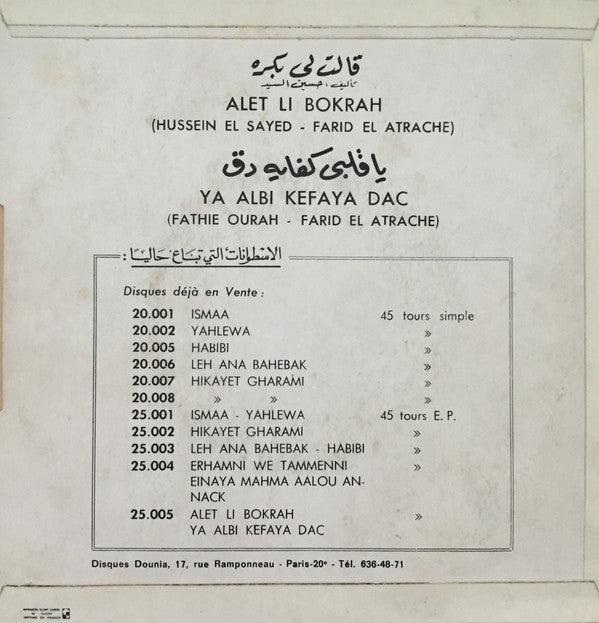 قالت لي بكره
تأليف: حسين السيد
ALET LI BOKRAH
(HUSSEIN EL SAYED - FARID EL ATRACHE)
يا قلبي كفايه دق
YA ALBI KEFAYA DAC
(FATHIE OURAH - FARID EL ATRACHE)
الاسطوانات التي تباع حاليا :
Disques déjà en Vente :
20.001 ISMAA 45 tours simple
20.002 YAHLEWA »
20.005 HABIBI »
20.006 LEH ANA BAHEBAK »
20.007 HIKAYET GHARAMI »
20.008 » » »
25.001 ISMAA - YAHLEWA 45 tours E. P.
25.002 HIKAYET GHARAMI »
25.003 LEH ANA BAHEBAK - HABIBI »
25.004 ERHAMNI WE TAMMENNI »
EINAYA MAHMA AALOU AN-
NACK
25.005 ALET LI BOKRAH »
YA ALBI KEFAYA DAC
Disques Dounia, 17, rue Ramponneau - Paris-20e - Tél. 636-48-71